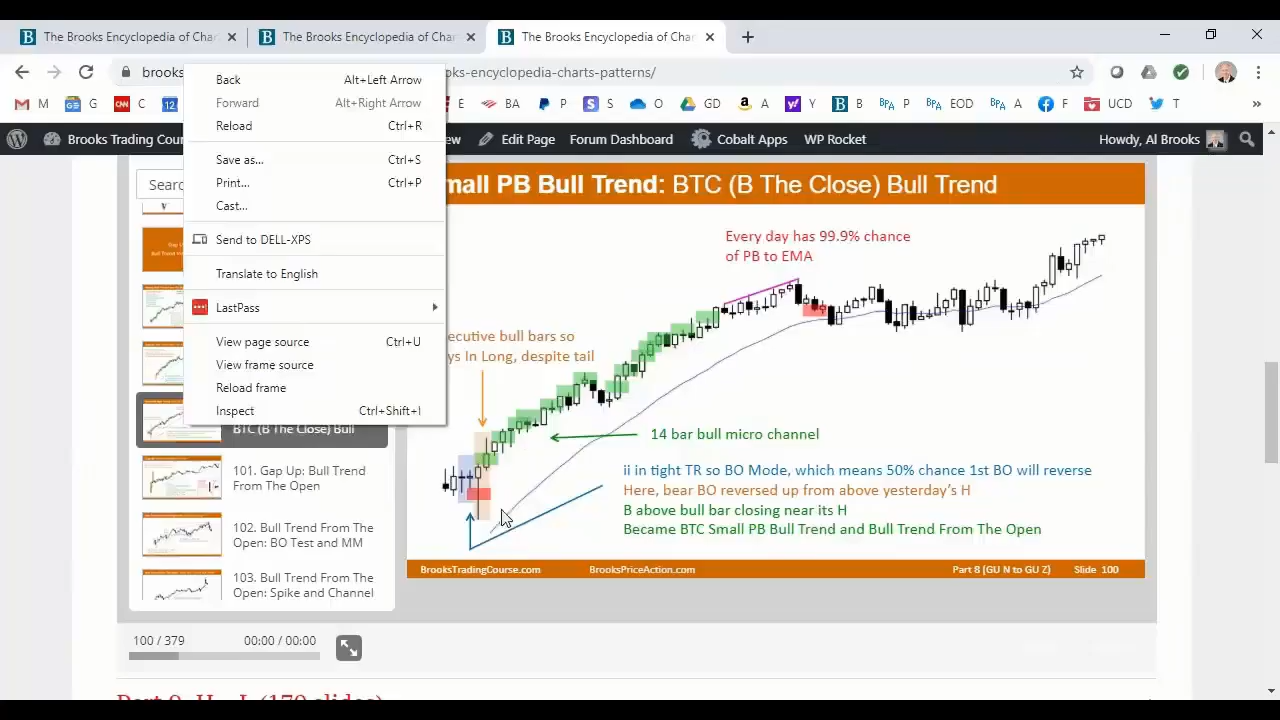 The Brooks Encyclopedia of Char
The Brooks Encyclopedia of Char
The Brooks Encyclopedia of Char
brooks
ks-encyclopedia-charts-patterns/
M
G
C
12
E
BA
P
S
O
GD
A
Y
B
BPA P
BPA EOD
BPA A
F
UCD
T
Brooks Trading Cour
ew
Edit Page
Forum Dashboard
Cobalt Apps
WP Rocket
Howdy, Al Brooks
Back Alt+Left Arrow
Forward Alt+Right Arrow
Reload Ctrl+R
Save as... Ctrl+S
Print... Ctrl+P
Cast...
Send to DELL-XPS
Translate to English
LastPass
View page source Ctrl+U
View frame source
Reload frame
Inspect Ctrl+Shift+I
Searc
BTC (B The Close) Bull
101. Gap Up: Bull Trend
From The Open
102. Bull Trend From The
Open: BO Test and MM
103. Bull Trend From The
Open: Spike and Channel
100 / 379
00:00 / 00:00
mall PB Bull Trend: BTC (B The Close) Bull Trend
Every day has 99.9% chance
of PB to EMA
ecutive bull bars so
ys In Long, despite tail
14 bar bull micro channel
ii in tight TR so BO Mode, which means 50% chance 1st BO will reverse
Here, bear BO reversed up from above yesterday's H
B above bull bar closing near its H
Became BTC Small PB Bull Trend and Bull Trend From The Open
BrooksTradingCourse.com
BrooksPriceAction.com
Part 8 (GU N to GU Z)
Slide 100